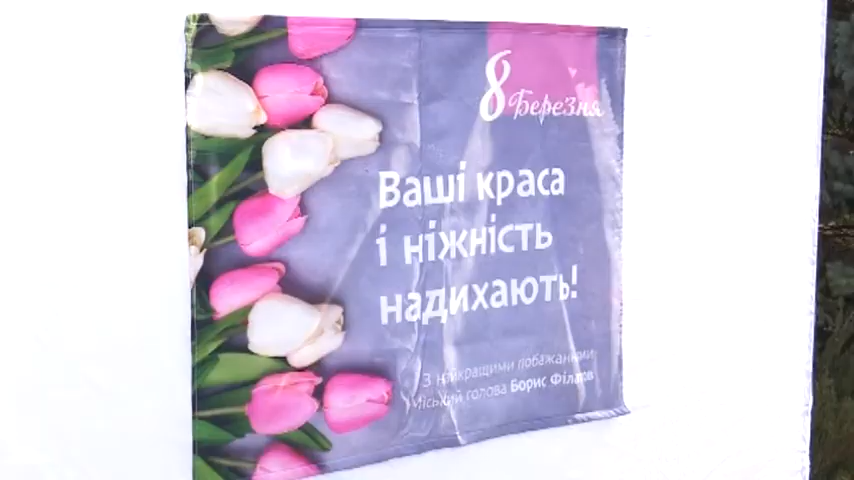 8 Березня
Ваші краса
і ніжність
надихають!
З найкращими побажаннями
міський голова Борис Філатов